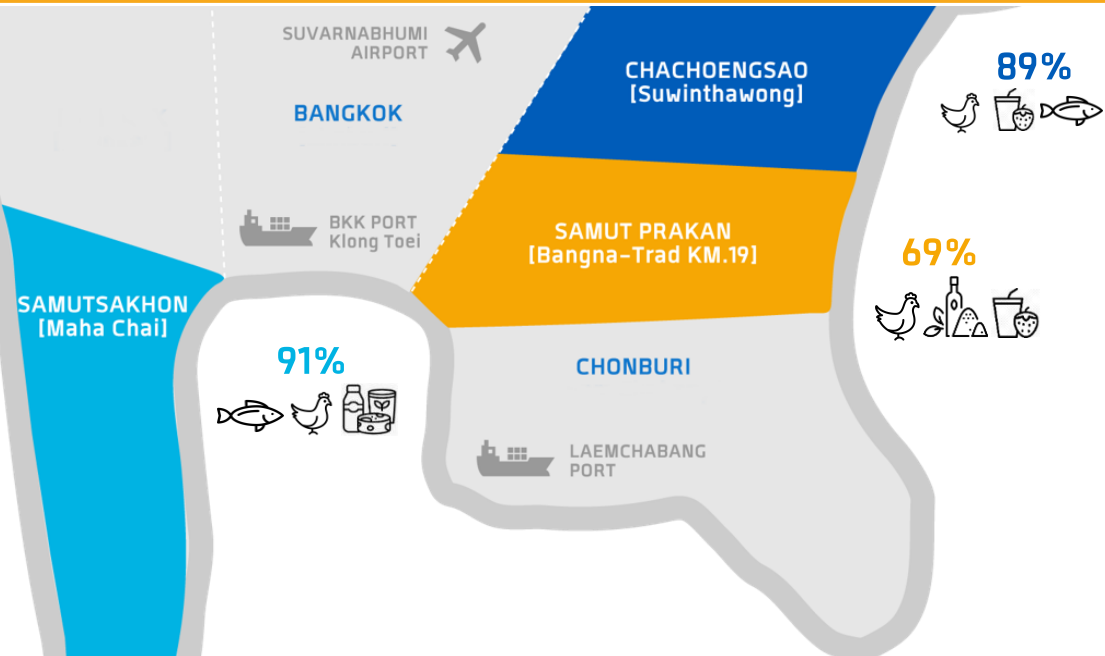 SUVARNABHUMI
AIRPORT
BANGKOK
CHACHOENGSAO
[Suwinthawong]
89%
BKK PORT
Klong Toei
SAMUT PRAKAN
[Bangna-Trad KM.19]
69%
SAMUTSAKHON
[Maha Chai]
91%
CHONBURI
LAEMCHABANG
PORT